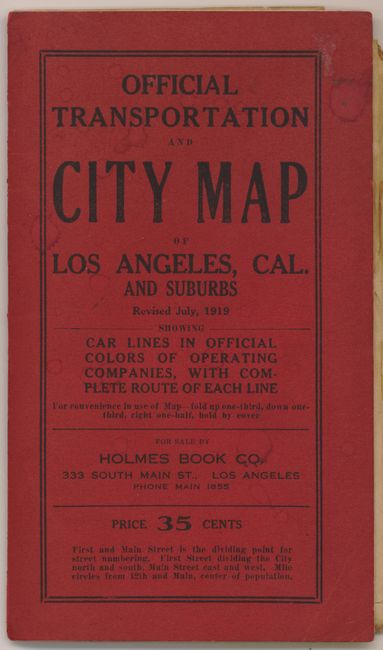 OFFICIAL
TRANSPORTATION
AND
CITY MAP
OF
LOS ANGELES, CAL.
AND SUBURBS
Revised July, 1919
SHOWING
CAR LINES IN OFFICIAL
COLORS OF OPERATING
COMPANIES, WITH COM-
PLETE ROUTE OF EACH LINE
For convenience in use of Map—fold up one-third, down one-
third, right one-half, hold by cover
FOR SALE BY
HOLMES BOOK CO.
333 SOUTH MAIN ST., LOS ANGELES
PHONE MAIN 1855
PRICE 35 CENTS
First and Main Street is the dividing point for
street numbering. First Street dividing the City
north and south, Main Street east and west. Mile
circles from 12th and Main, center of population.